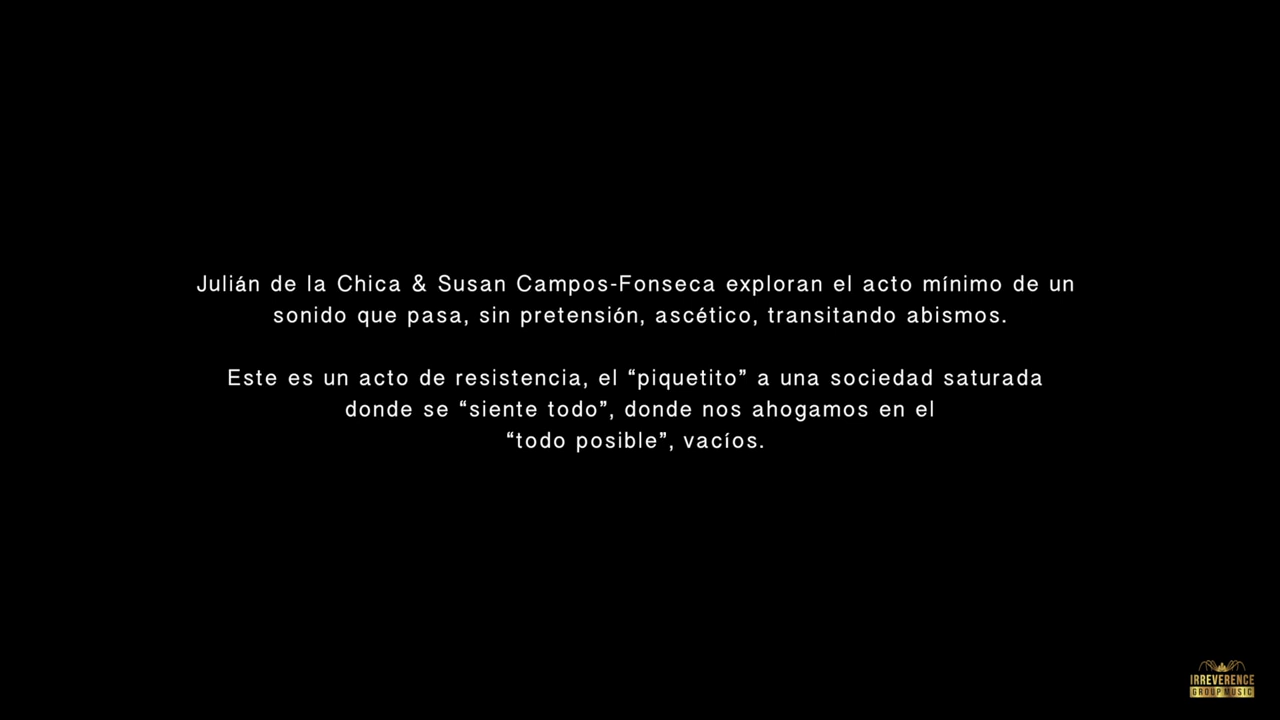 Julián de la Chica & Susan Campos-Fonseca exploran el acto mínimo de un
sonido que pasa, sin pretensión, ascético, transitando abismos.
Este es un acto de resistencia, el “piquetito” a una sociedad saturada
donde se “siente todo”, donde nos ahogamos en el
“todo posible”, vacíos.
IRREVERENCE
GROUP MUSIC